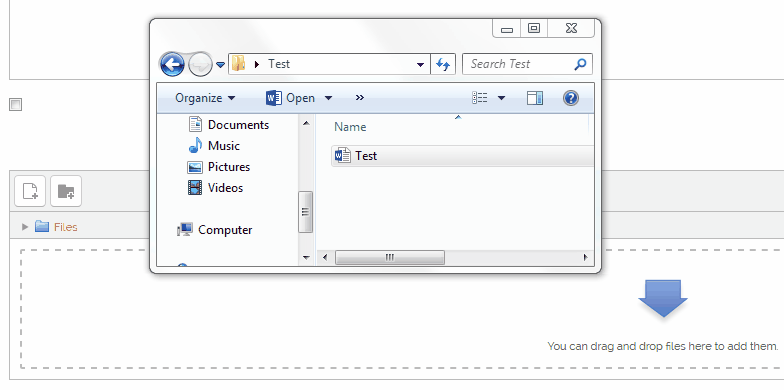 Test
Search Test
Organize
Open
»
Documents
Music
Pictures
Videos
Computer
Name
Test
Files
You can drag and drop files here to add them.